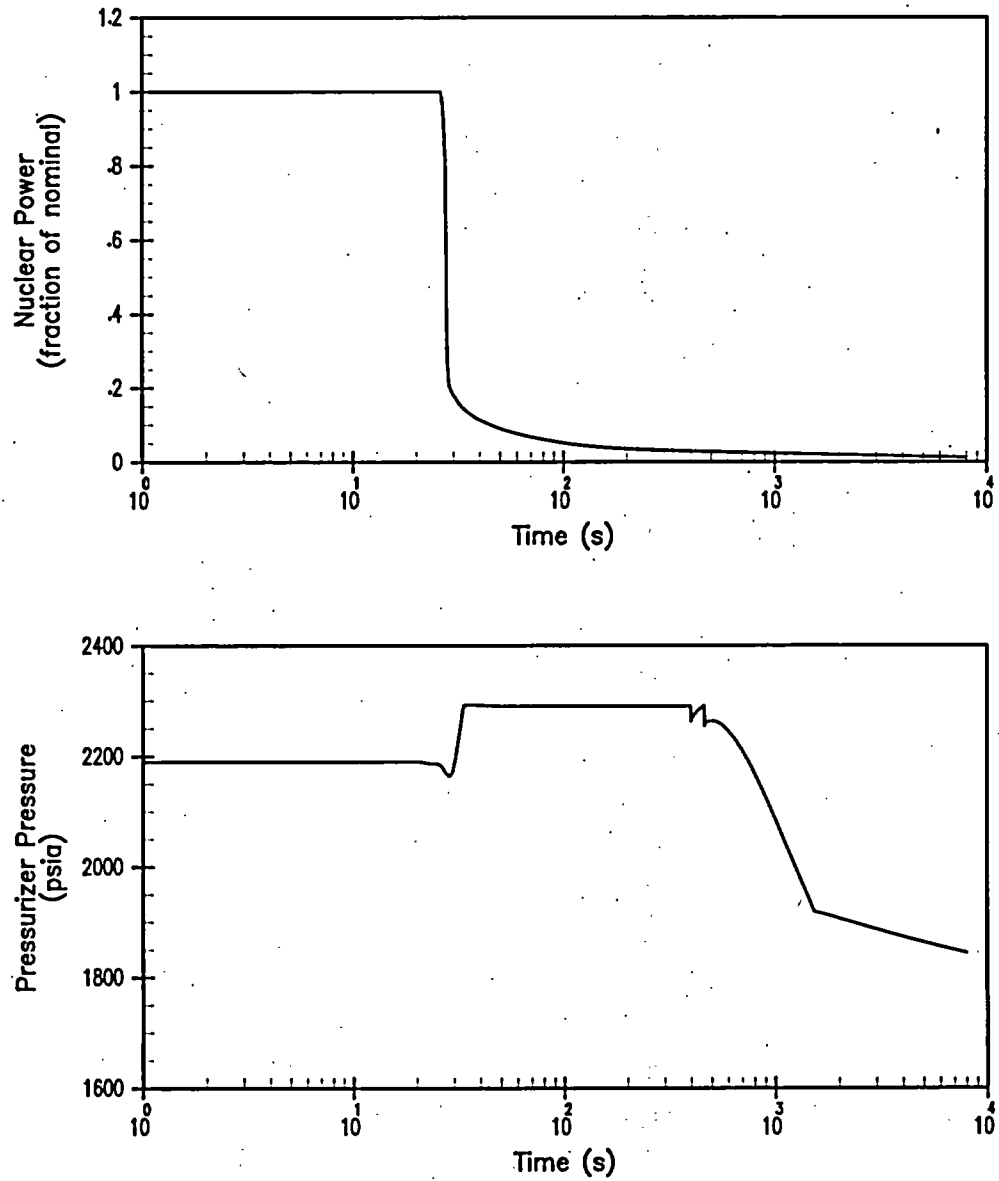 1.2
1
.8
.6
.4
.2
0
Nuclear Power
(fraction of nominal)
10^0 10^1 10^2 10^3 10^4
Time (s)
2400
2200
2000
1800
1600
Pressurizer Pressure
(psia)
10^0 10^1 10^2 10^3 10^4
Time (s)